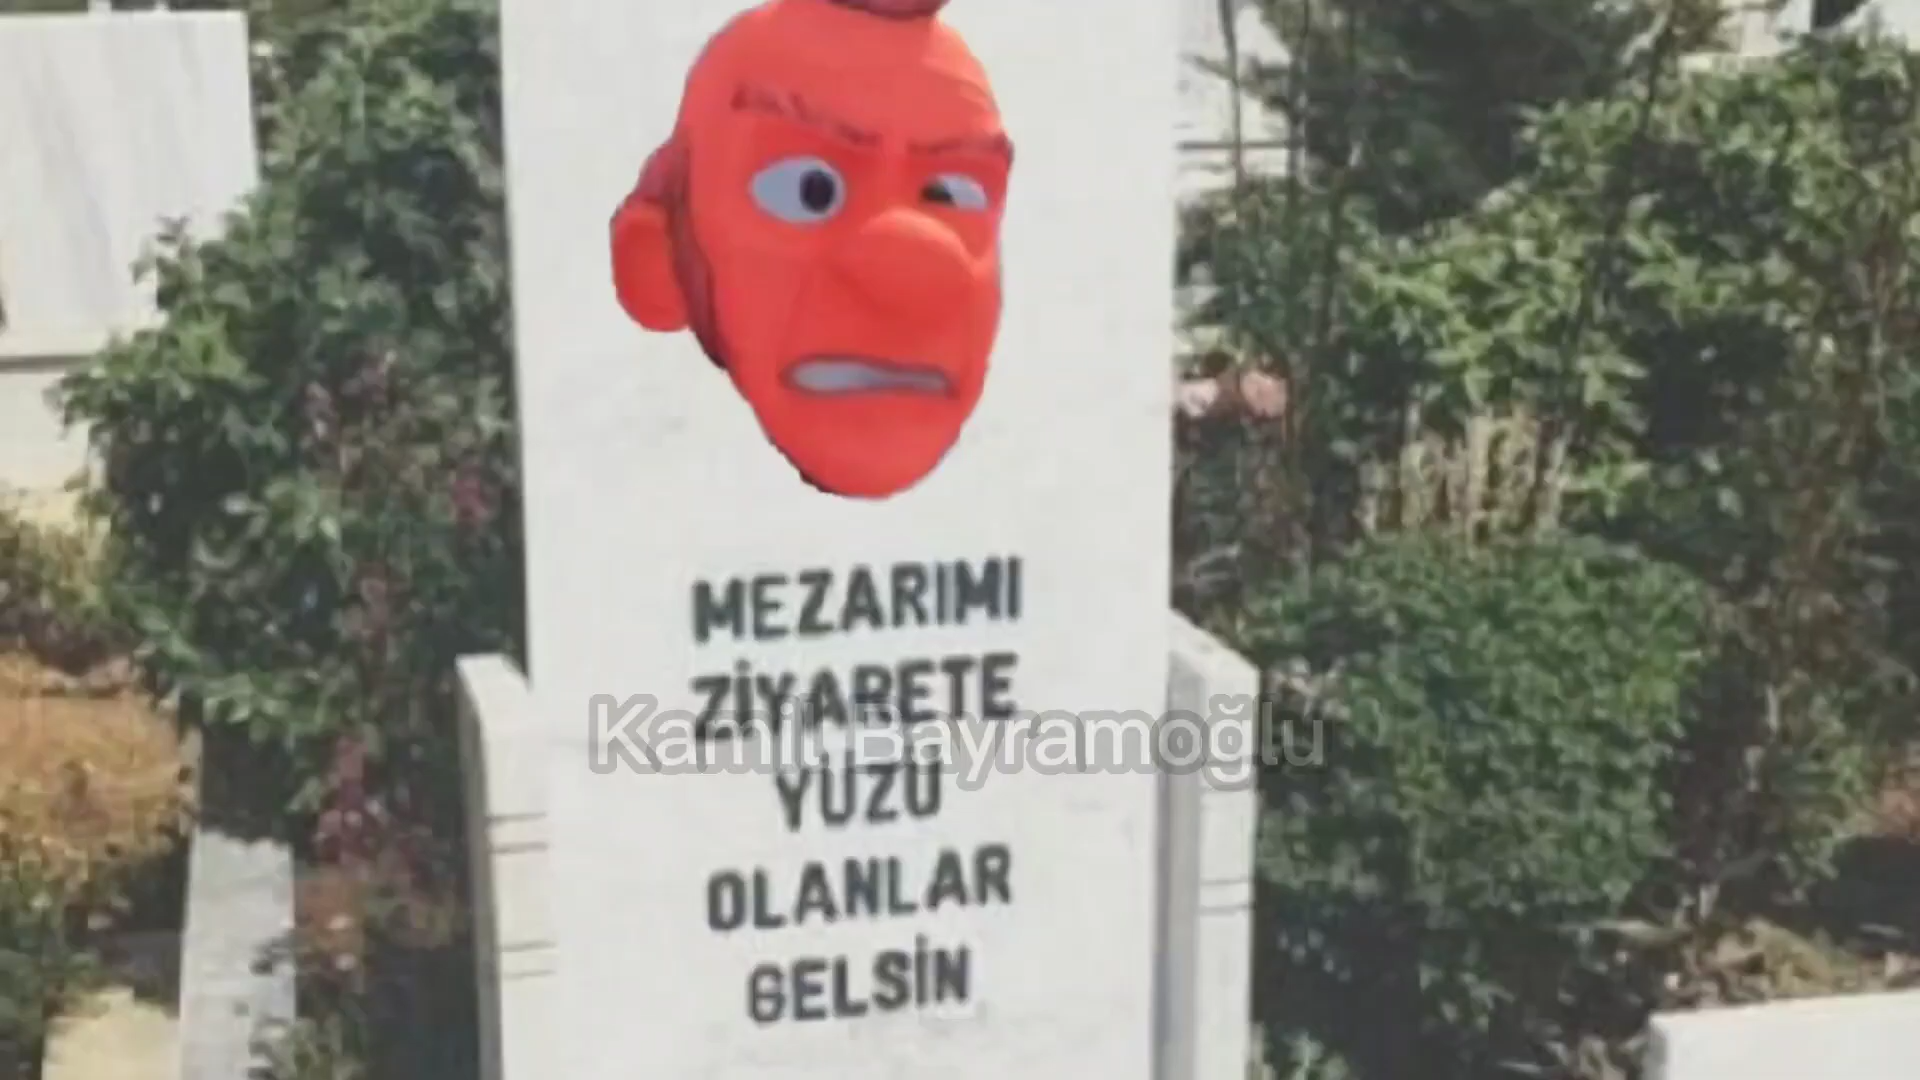 MEZARIMI
ZİYARETE
Kamil Bayramoğlu
YÜZÜ
OLANLAR
GELSİN